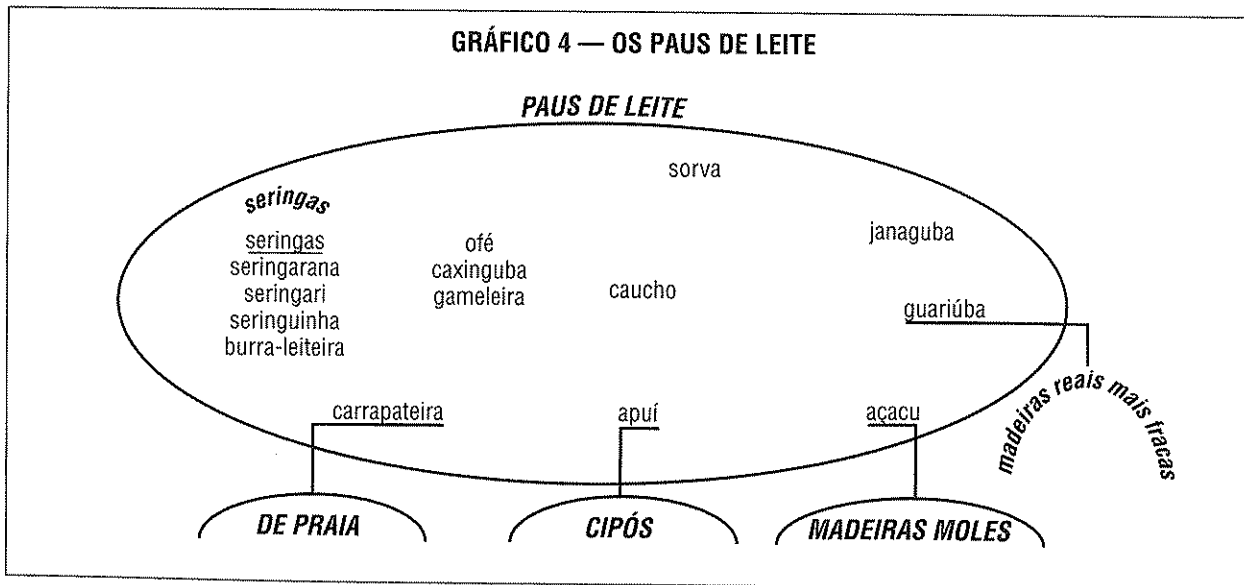 GRÁFICO 4 — OS PAUS DE LEITE
PAUS DE LEITE
sorva
seringas
seringas
seringarana
seringari
seringuinha
burra-leiteira
ofé
caxinguba
gameleira
caucho
janaguba
guariúba
carrapateira
apuí
açacu
madeiras reais mais fracas
DE PRAIA
CIPÓS
MADEIRAS MOLES